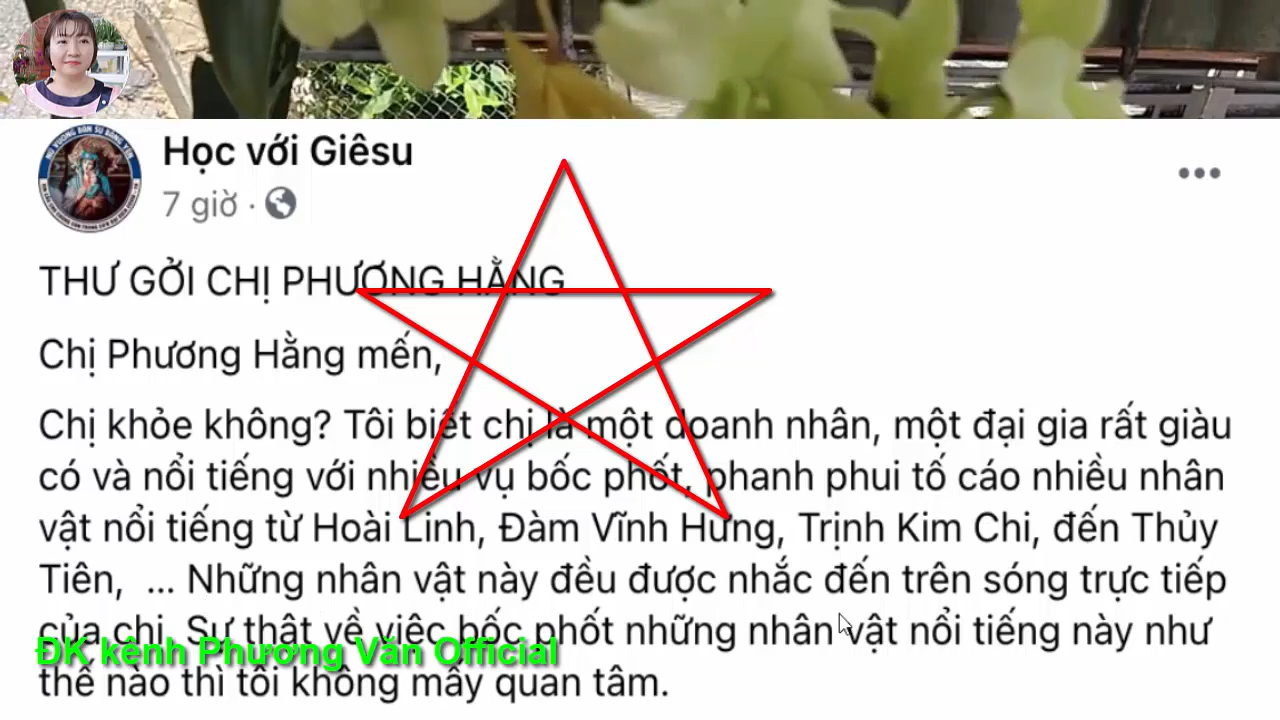 Học với Giêsu
7 giờ ·
THƯ GỞI CHỊ PHƯƠNG HẰNG
Chị Phương Hằng mến,
Chị khỏe không? Tôi biết chị là một doanh nhân, một đại gia rất giàu
có và nổi tiếng với nhiều vụ bốc phốt, phanh phui tố cáo nhiều nhân
vật nổi tiếng từ Hoài Linh, Đàm Vĩnh Hưng, Trịnh Kim Chi, đến Thủy
Tiên, ... Những nhân vật này đều được nhắc đến trên sóng trực tiếp
của chị. Sự thật về việc bốc phốt những nhân vật nổi tiếng này như
ĐK kênh Phương Văn Official
thế nào thì tôi không mấy quan tâm.